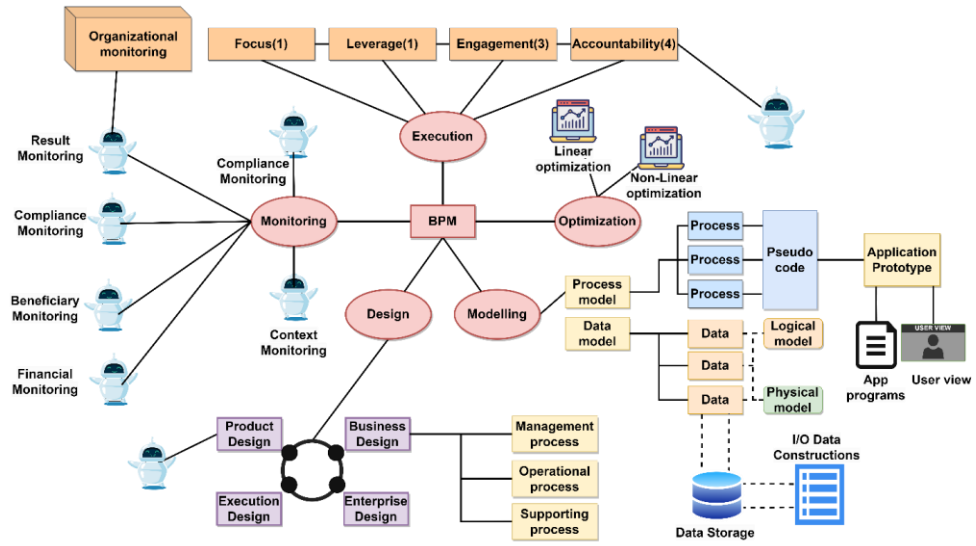 Organizational
monitoring
Focus(1)
Leverage(1)
Engagement(3)
Accountability(4)
Execution
Result
Monitoring
Compliance
Monitoring
Linear
optimization
Non-Linear
optimization
Compliance
Monitoring
Monitoring
BPM
Optimization
Process
Process
Process
Pseudo
code
Application
Prototype
Beneficiary
Monitoring
Context
Monitoring
Design
Modelling
Process
model
Data
model
Data
Data
Data
Logical
model
Physical
model
USER VIEW
App
programs
User view
Financial
Monitoring
Product
Design
Business
Design
Execution
Design
Enterprise
Design
Management
process
Operational
process
Supporting
process
I/O Data
Constructions
Data Storage